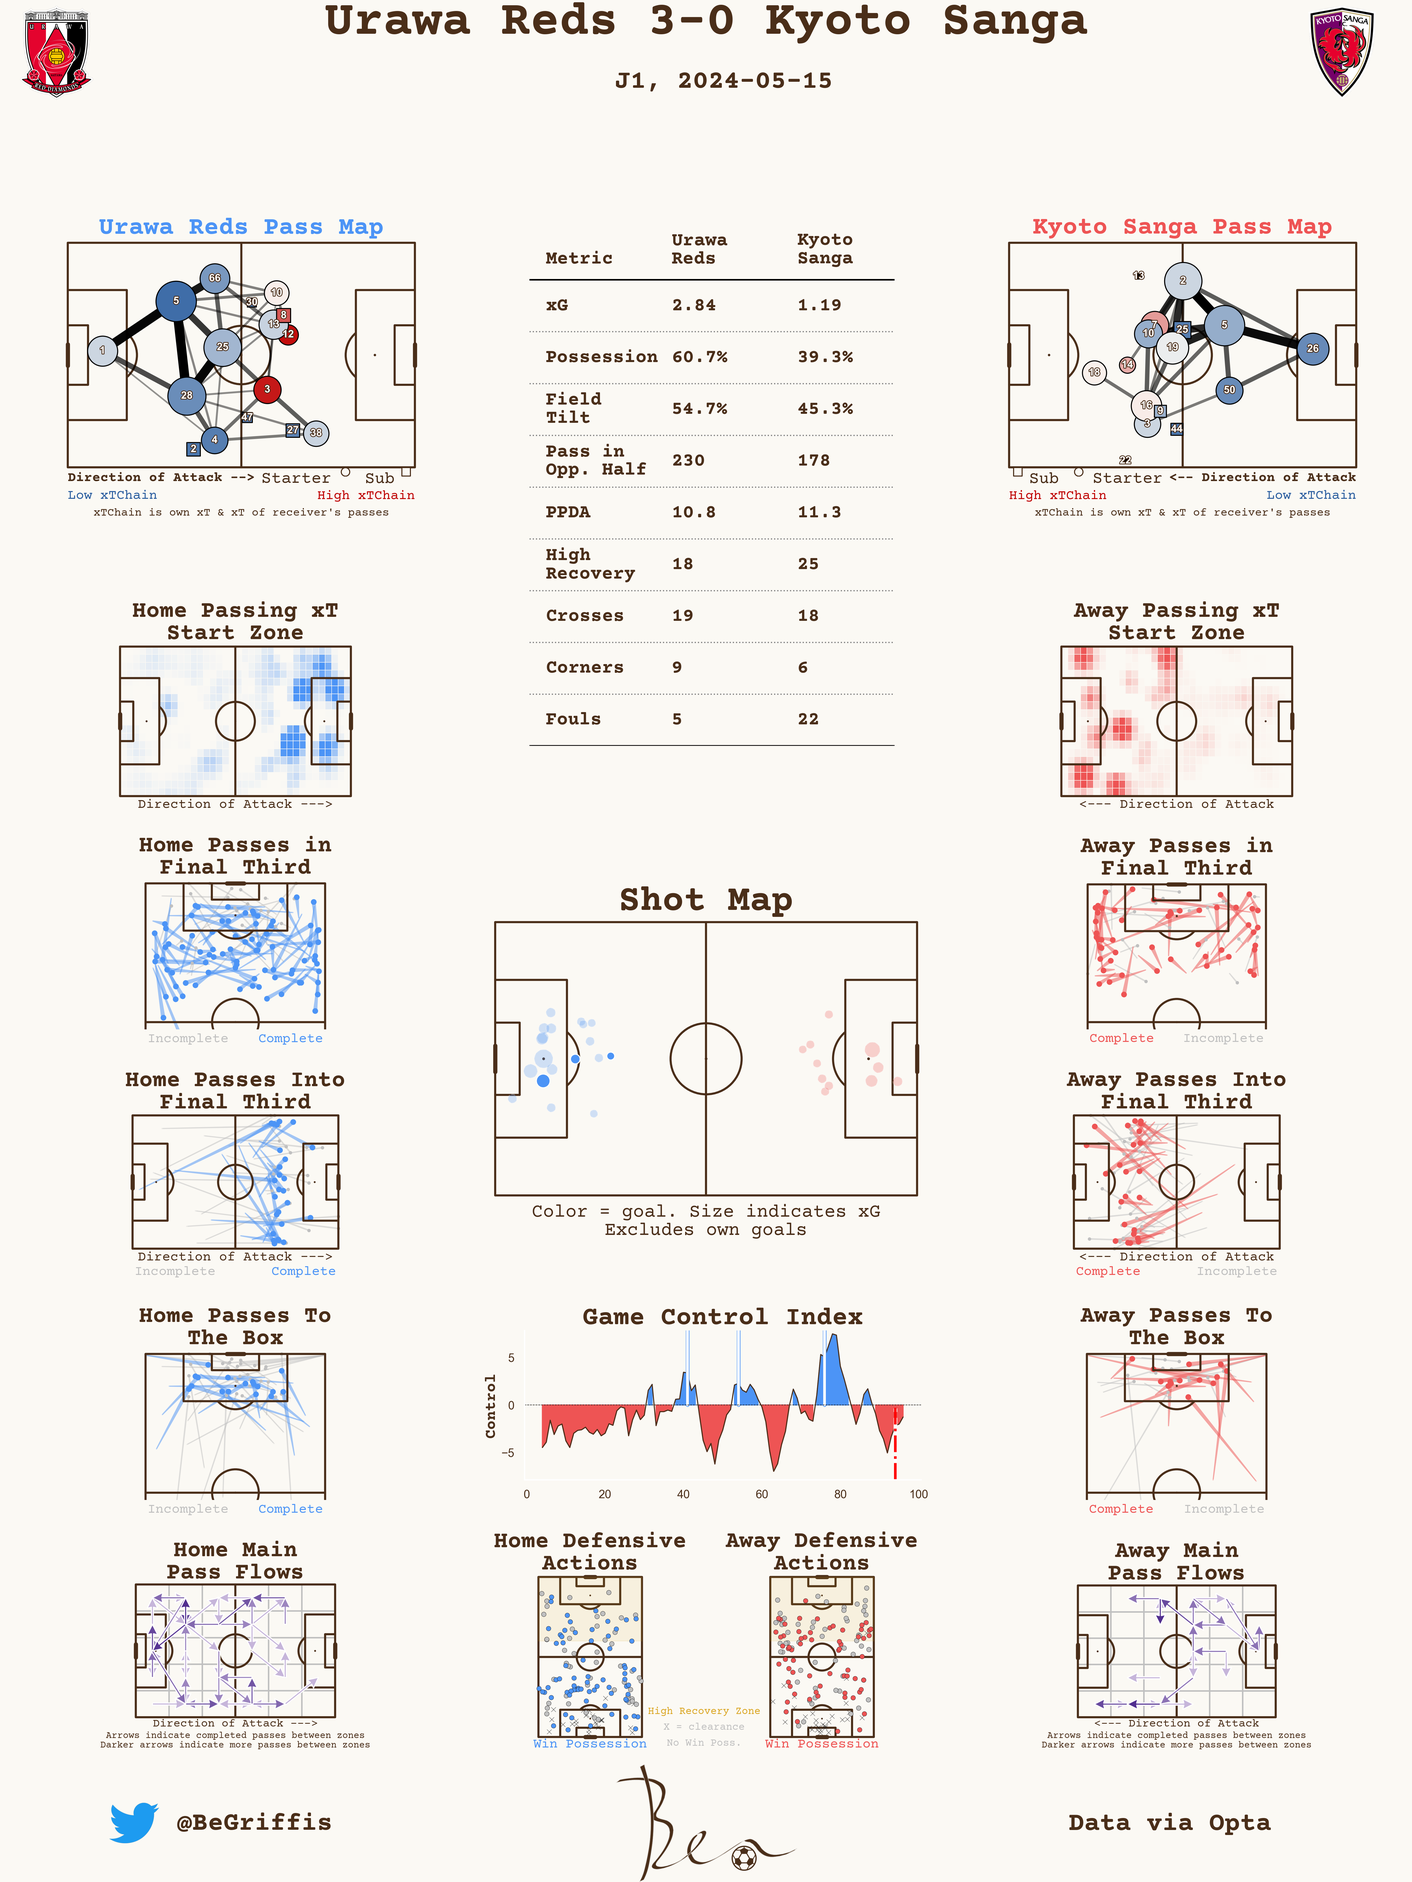 Urawa Reds 3-0 Kyoto Sanga
J1, 2024-05-15
URAWA
RED DIAMONDS
KYOTO SANGA
Urawa Reds Pass Map
66
5
10
30
8
13
12
25
1
3
28
47
27
38
4
2
Direction of Attack --> Starter Sub
Low xTChain High xTChain
xTChain is own xT & xT of receiver's passes
Metric Urawa Reds Kyoto Sanga
xG 2.84 1.19
Possession 60.7% 39.3%
Field Tilt 54.7% 45.3%
Pass in Opp. Half 230 178
PPDA 10.8 11.3
High Recovery 18 25
Crosses 19 18
Corners 9 6
Fouls 5 22
Kyoto Sanga Pass Map
13
2
7
25
5
10
19
26
14
18
50
16
9
3
44
22
Sub Starter <-- Direction of Attack
High xTChain Low xTChain
xTChain is own xT & xT of receiver's passes
Home Passing xT
Start Zone
Direction of Attack --->
Away Passing xT
Start Zone
<--- Direction of Attack
Home Passes in
Final Third
Incomplete Complete
Away Passes in
Final Third
Complete Incomplete
Shot Map
Color = goal. Size indicates xG
Excludes own goals
Home Passes Into
Final Third
Direction of Attack --->
Incomplete Complete
Away Passes Into
Final Third
<--- Direction of Attack
Complete Incomplete
Home Passes To
The Box
Incomplete Complete
Game Control Index
Control
5
0
−5
0 20 40 60 80 100
Away Passes To
The Box
Complete Incomplete
Home Main
Pass Flows
Direction of Attack --->
Arrows indicate completed passes between zones
Darker arrows indicate more passes between zones
Home Defensive
Actions
Win Possession
High Recovery Zone
X = clearance
No Win Poss.
Away Defensive
Actions
Win Possession
Away Main
Pass Flows
<--- Direction of Attack
Arrows indicate completed passes between zones
Darker arrows indicate more passes between zones
@BeGriffis
Ben
Data via Opta